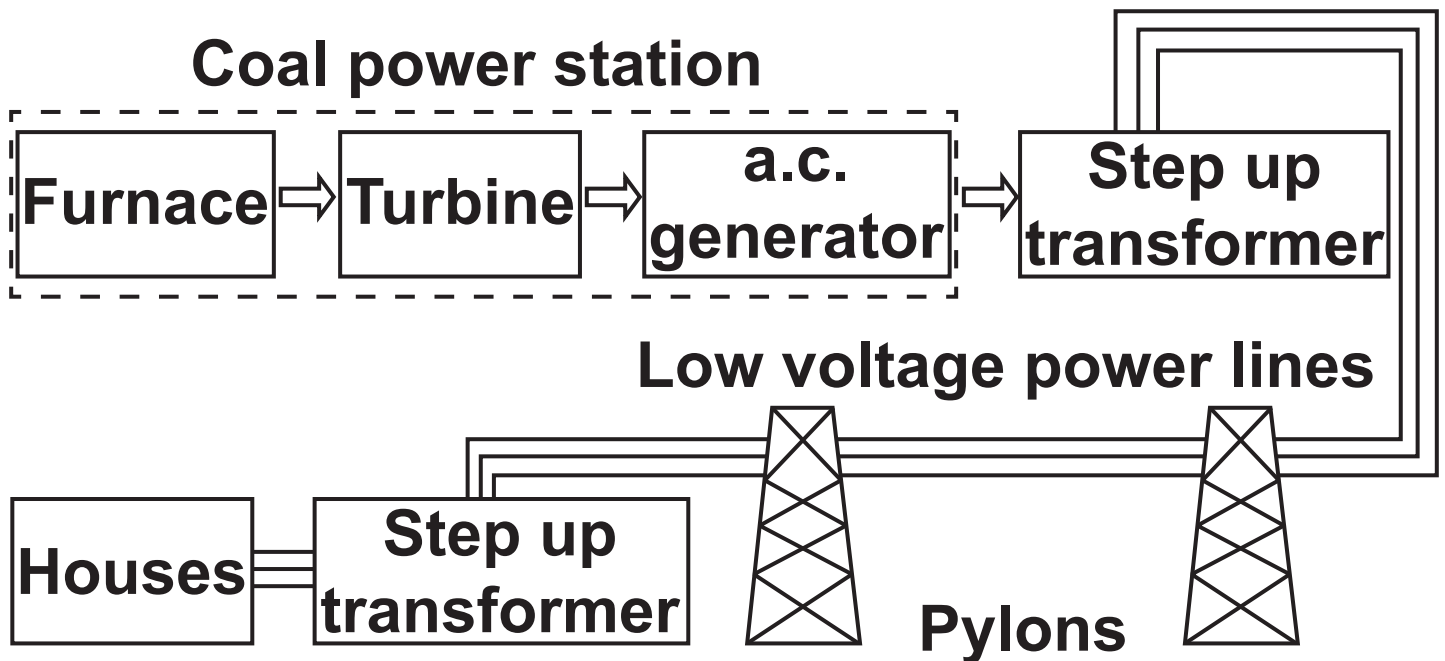 Coal power station
Furnace
Turbine
a.c.
generator
Step up
transformer
Low voltage power lines
Houses
Step up
transformer
Pylons